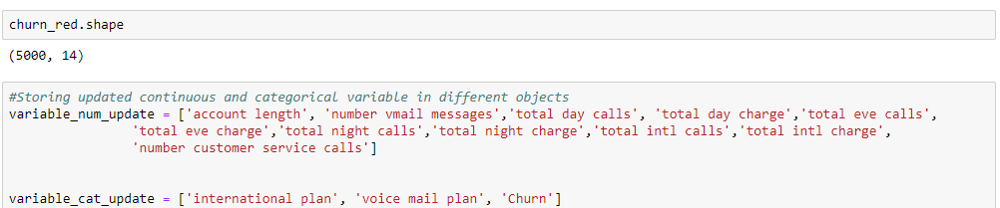 churn_red.shape
(5000, 14)
#Storing updated continuous and categorical variable in different objects
variable_num_update = ['account length', 'number vmail messages','total day calls', 'total day charge','total eve calls',
'total eve charge','total night calls','total night charge','total intl calls','total intl charge',
'number customer service calls']
variable_cat_update = ['international plan', 'voice mail plan', 'Churn']